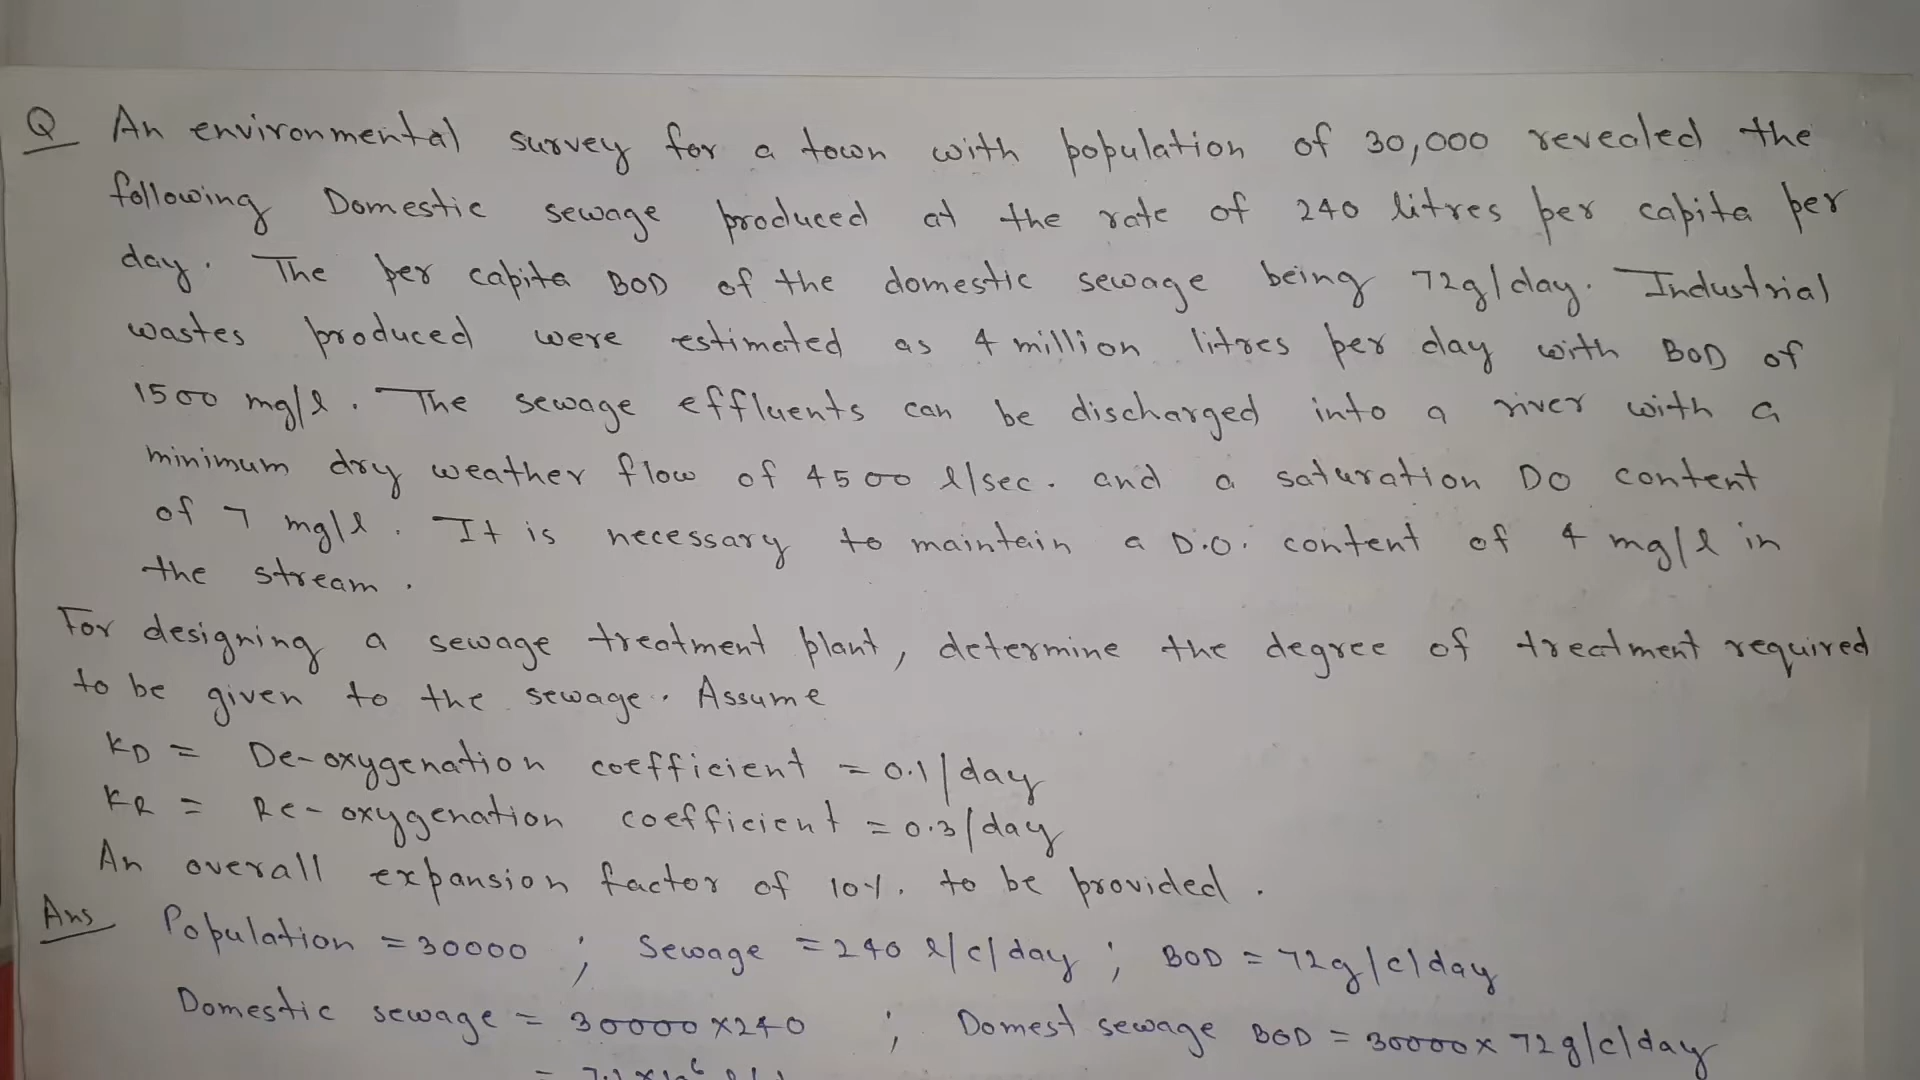 Q An environmental survey for a town with population of 30,000 revealed the
following Domestic sewage produced at the rate of 240 litres per capita per
day. The per capita BOD of the domestic sewage being 72g/day. Industrial
wastes produced were estimated as 4 million litres per day with BOD of
1500 mg/l. The sewage effluents can be discharged into a river with a
minimum dry weather flow of 4500 l/sec. and a saturation DO content
of 7 mg/l. It is necessary to maintain a D.O. content of 4 mg/l in
the stream.
For designing a sewage treatment plant, determine the degree of treatment required
to be given to the sewage. Assume
KD = De-oxygenation coefficient = 0.1/day
KR = Re-oxygenation coefficient = 0.3/day
An overall expansion factor of 10%. to be provided.
Ans Population = 30000 ; Sewage = 240 l/c/day ; BOD = 72g/c/day
Domestic sewage = 30000 x 240 ; Domest sewage BOD = 30000 x 72g/c/day